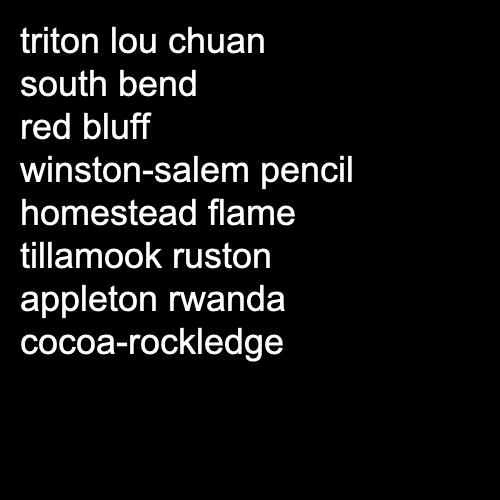 triton lou chuan
south bend
red bluff
winston-salem pencil
homestead flame
tillamook ruston
appleton rwanda
cocoa-rockledge